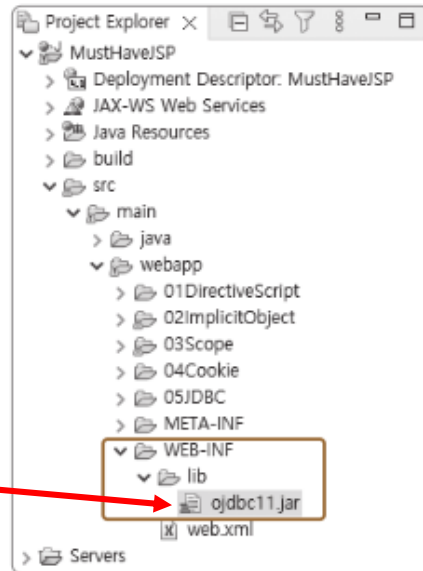 Project Explorer
MustHaveJSP
Deployment Descriptor: MustHaveJSP
JAX-WS Web Services
Java Resources
build
src
main
java
webapp
01DirectiveScript
02ImplicitObject
03Scope
04Cookie
05JDBC
META-INF
WEB-INF
lib
ojdbc11.jar
web.xml
Servers